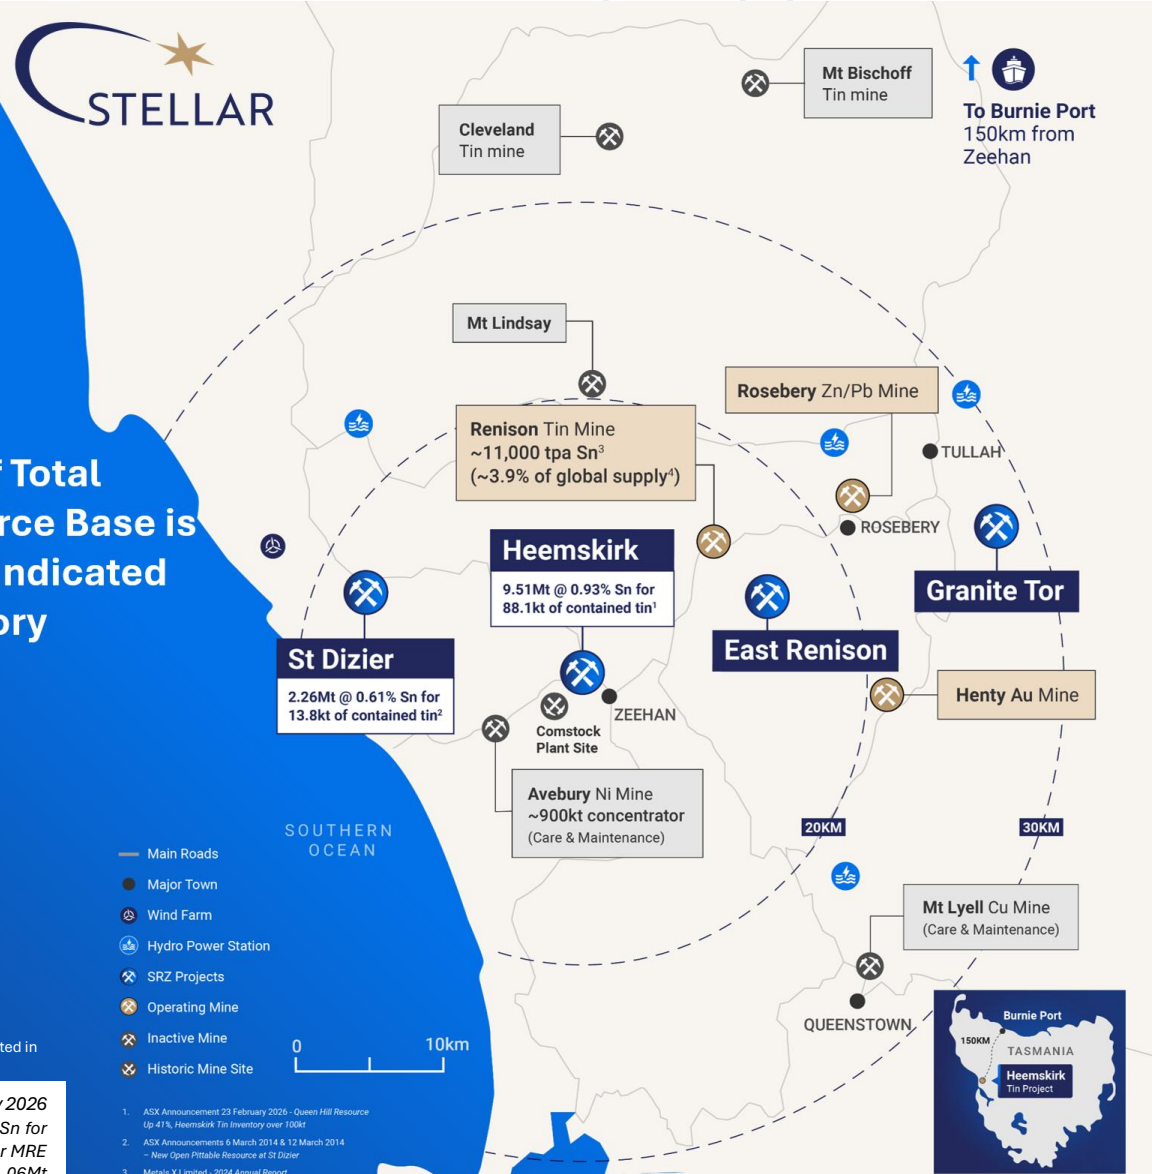 STELLAR
Mt Bischoff
Tin mine
To Burnie Port
150km from
Zeehan
Cleveland
Tin mine
Mt Lindsay
Rosebery Zn/Pb Mine
Renison Tin Mine
~11,000 tpa Sn³
(~3.9% of global supply⁴)
TULLAH
Total
rce Base is
ndicated
ory
ROSEBERY
Heemskirk
9.51Mt @ 0.93% Sn for
88.1kt of contained tin¹
Granite Tor
East Renison
St Dizier
2.26Mt @ 0.61% Sn for
13.8kt of contained tin²
Henty Au Mine
ZEEHAN
Comstock
Plant Site
Avebury Ni Mine
~900kt concentrator
(Care & Maintenance)
20KM
30KM
SOUTHERN
OCEAN
Main Roads
Major Town
Wind Farm
Hydro Power Station
SRZ Projects
Operating Mine
Inactive Mine
Historic Mine Site
0
10km
Mt Lyell Cu Mine
(Care & Maintenance)
QUEENSTOWN
Burnie Port
150KM
TASMANIA
Heemskirk
Tin Project
ted in
2026
Sn for
r MRE
06Mt
1. ASX Announcement 23 February 2026 - Queen Hill Resource
Up 41%, Heemskirk Tin Inventory over 100kt
2. ASX Announcements 6 March 2014 & 12 March 2014
~ New Open Pittable Resource at St Dizier
3. Metals X Limited - 2024 Annual Report